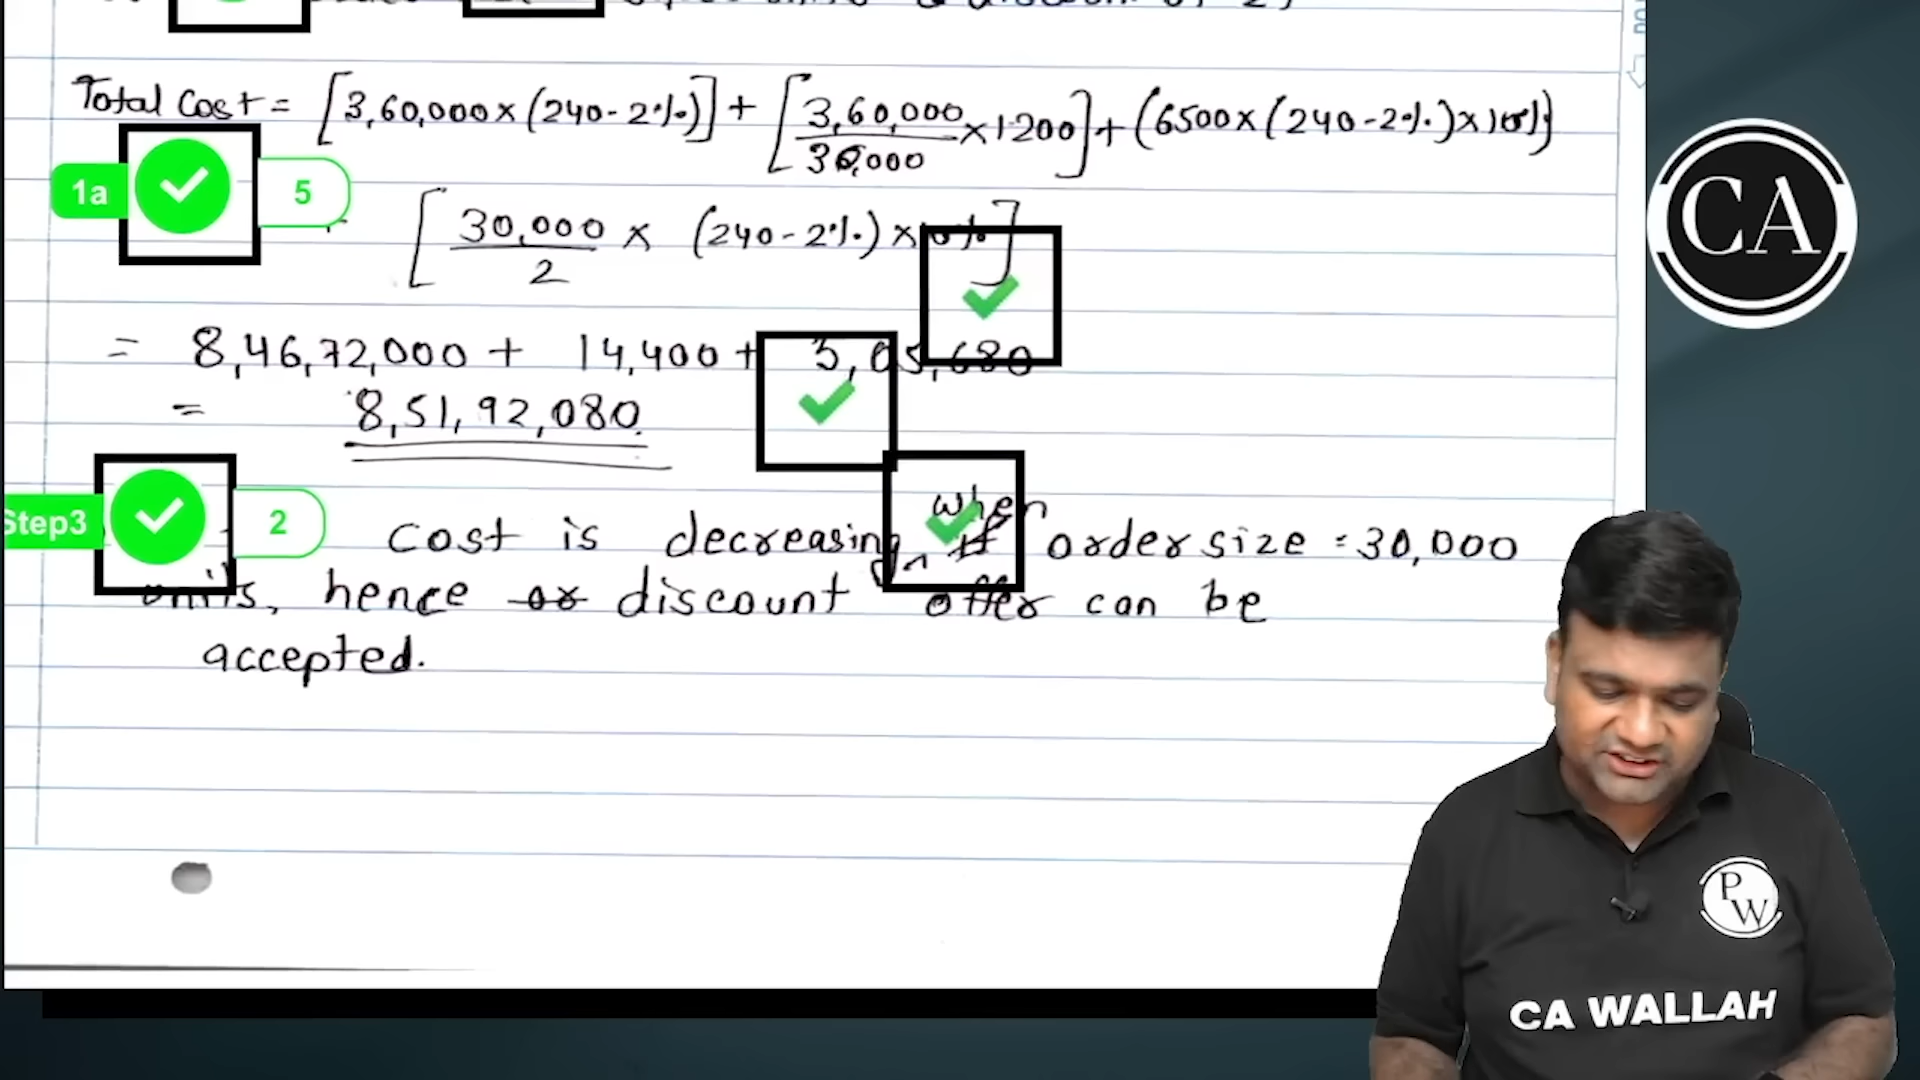 Total Cost = [3,60,000 x (240-2%)] + [3,60,000/30,000 x 1200] + (6500 x (240-2%) x 10%)
1a 5
[30,000/2 x (240-2%) x 10%]
= 8,46,72,000 + 14,400 + 5,05,680
= 8,51,92,080
Step3 2
when
cost is decreasing, if order size = 30,000
units, hence or discount offer can be
accepted.
CA
PW
CA WALLAH